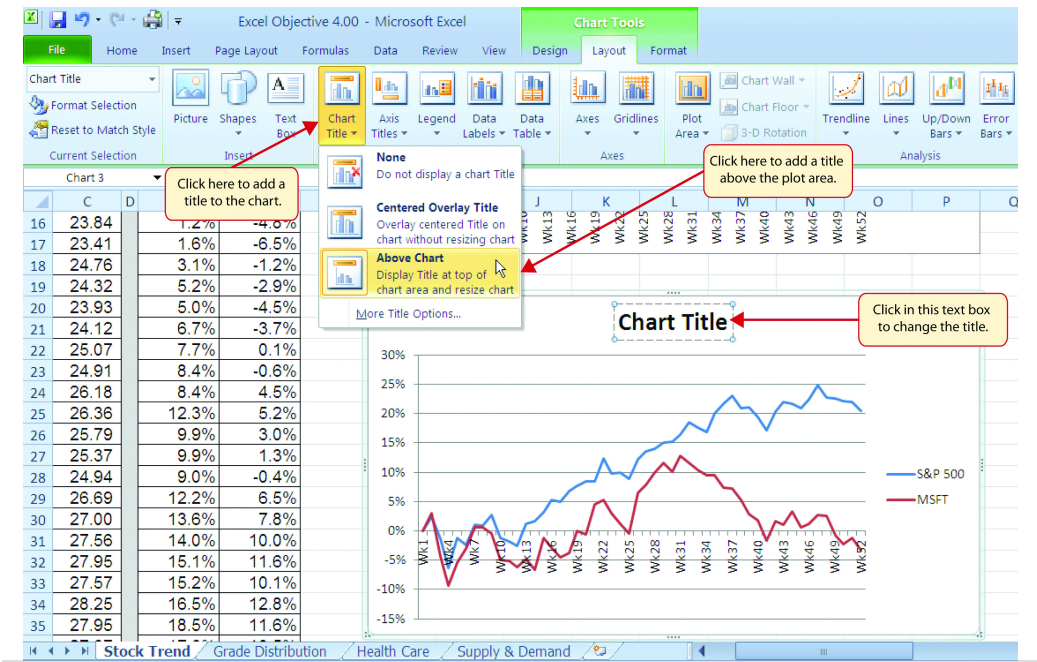 Excel Objective 4.00 - Microsoft Excel
Chart Tools
File Home Insert Page Layout Formulas Data Review View Design Layout Format
Chart Title
Format Selection
Reset to Match Style
Current Selection
Picture Shapes Text Box
Insert
Chart Title
Axis Titles
Legend
Data Labels
Data Table
Axes Gridlines
Axes
Plot Area
Chart Wall
Chart Floor
3-D Rotation
Trendline Lines Up/Down Bars Error Bars
Analysis
Chart 3
Click here to add a
title to the chart.
None
Do not display a chart Title
Centered Overlay Title
Overlay centered Title on
chart without resizing chart
Above Chart
Display Title at top of
chart area and resize chart
More Title Options...
Click here to add a title
above the plot area.
Click in this text box
to change the title.
C D J K L M N O P Q
16 23.84 1.2% -4.8%
17 23.41 1.6% -6.5%
18 24.76 3.1% -1.2%
19 24.32 5.2% -2.9%
20 23.93 5.0% -4.5%
21 24.12 6.7% -3.7%
22 25.07 7.7% 0.1%
23 24.91 8.4% -0.6%
24 26.18 8.4% 4.5%
25 26.36 12.3% 5.2%
26 25.79 9.9% 3.0%
27 25.37 9.9% 1.3%
28 24.94 9.0% -0.4%
29 26.69 12.2% 6.5%
30 27.00 13.6% 7.8%
31 27.56 14.0% 10.0%
32 27.95 15.1% 11.6%
33 27.57 15.2% 10.1%
34 28.25 16.5% 12.8%
35 27.95 18.5% 11.6%
Wk13 Wk16 Wk19 Wk22 Wk25 Wk28 Wk31 Wk34 Wk37 Wk40 Wk43 Wk46 Wk49 Wk52
Chart Title
30%
25%
20%
15%
10%
5%
0%
-5%
-10%
-15%
Wk1 Wk4 Wk7 Wk10 Wk13 Wk16 Wk19 Wk22 Wk25 Wk28 Wk31 Wk34 Wk37 Wk40 Wk43 Wk46 Wk49 Wk52
S&P 500
MSFT
Stock Trend Grade Distribution Health Care Supply & Demand